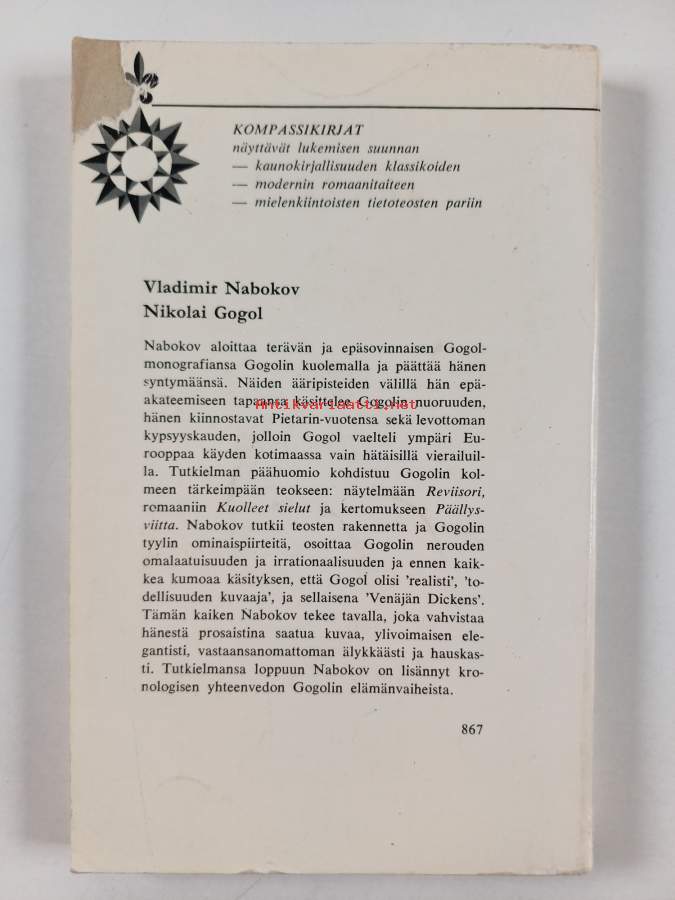 KOMPASSIKIRJAT
näyttävät lukemisen suunnan
— kaunokirjallisuuden klassikoiden
— modernin romaanitaiteen
— mielenkiintoisten tietoteosten pariin
Vladimir Nabokov
Nikolai Gogol
Nabokov aloittaa terävän ja epäsovinnaisen Gogol-
monografiansa Gogolin kuolemalla ja päättää hänen
syntymäänsä. Näiden ääripisteiden välillä hän epä-
akateemiseen tapaansa käsittelee Gogolin nuoruuden,
Antikvariaatti.net
hänen kiinnostavat Pietarin-vuotensa sekä levottoman
kypsyyskauden, jolloin Gogol vaelteli ympäri Eu-
rooppaa käyden kotimaassa vain hätäisillä vierailuil-
la. Tutkielman päähuomio kohdistuu Gogolin kol-
meen tärkeimpään teokseen: näytelmään Reviisori,
romaaniin Kuolleet sielut ja kertomukseen Päällys-
viitta. Nabokov tutkii teosten rakennetta ja Gogolin
tyylin ominaispiirteitä, osoittaa Gogolin nerouden
omalaatuisuuden ja irrationaalisuuden ja ennen kaik-
kea kumoaa käsityksen, että Gogol olisi 'realisti', 'to-
dellisuuden kuvaaja', ja sellaisena 'Venäjän Dickens'.
Tämän kaiken Nabokov tekee tavalla, joka vahvistaa
hänestä prosaistina saatua kuvaa, ylivoimaisen ele-
gantisti, vastaansanomattoman älykkäästi ja hauskas-
ti. Tutkielmansa loppuun Nabokov on lisännyt kro-
nologisen yhteenvedon Gogolin elämänvaiheista.
867